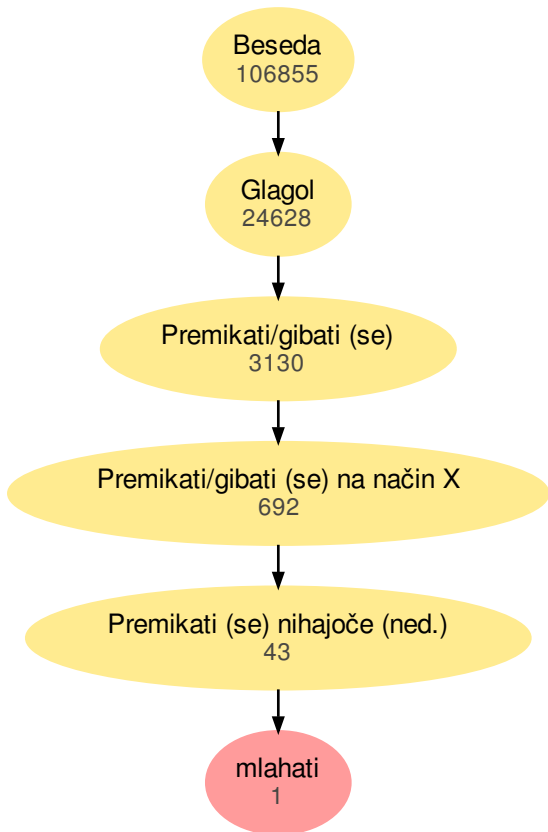 Beseda
106855
Glagol
24628
Premikati/gibati (se)
3130
Premikati/gibati (se) na način X
692
Premikati (se) nihajoče (ned.)
43
mlahati
1